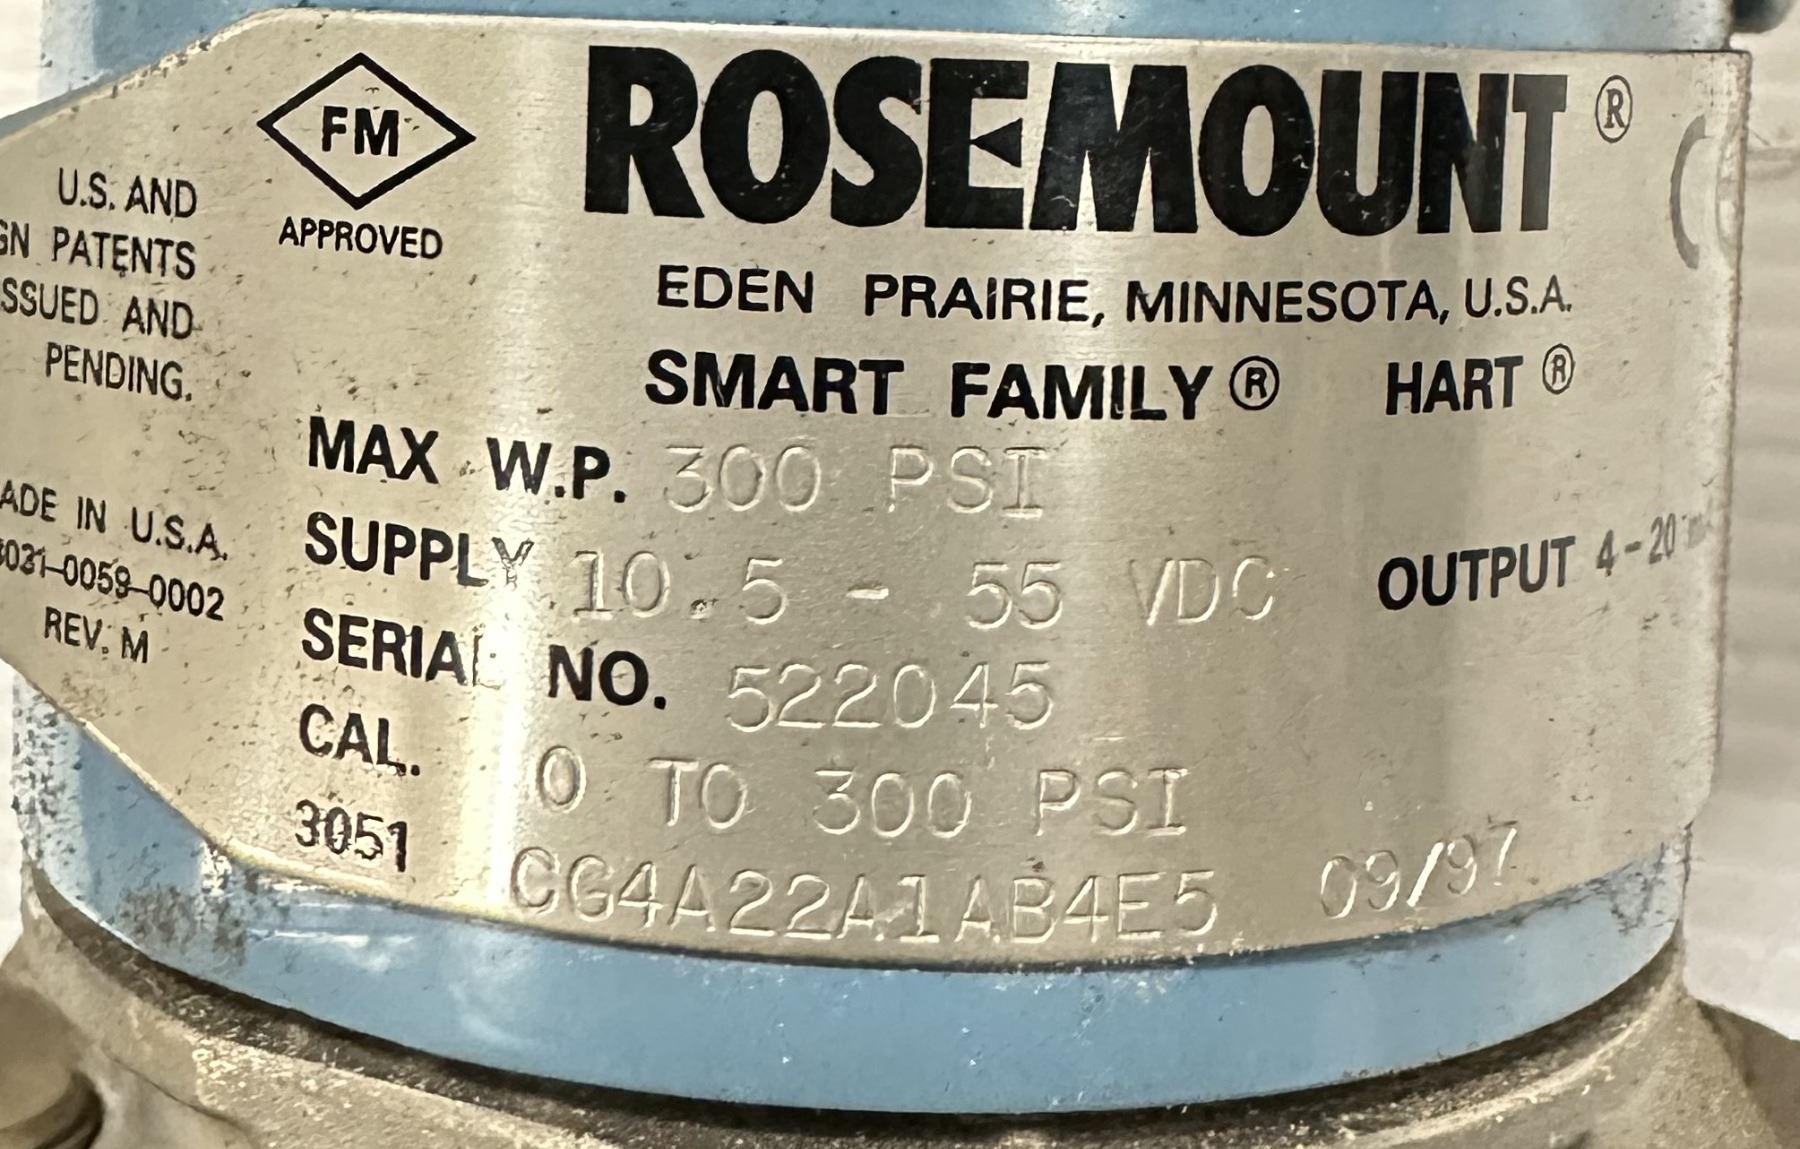 FM
APPROVED
ROSEMOUNT®
EDEN PRAIRIE, MINNESOTA, U.S.A.
SMART FAMILY® HART®
U.S. AND
PATENTS
AND
PENDING.
MAX W.P. 300 PSI
SUPPLY 10.5 - 55 VDC OUTPUT 4-20
SERIAL NO. 522045
CAL. 0 TO 300 PSI
3051 CG4A22A1AB4E5 09/97
IN U.S.A.
REV. M